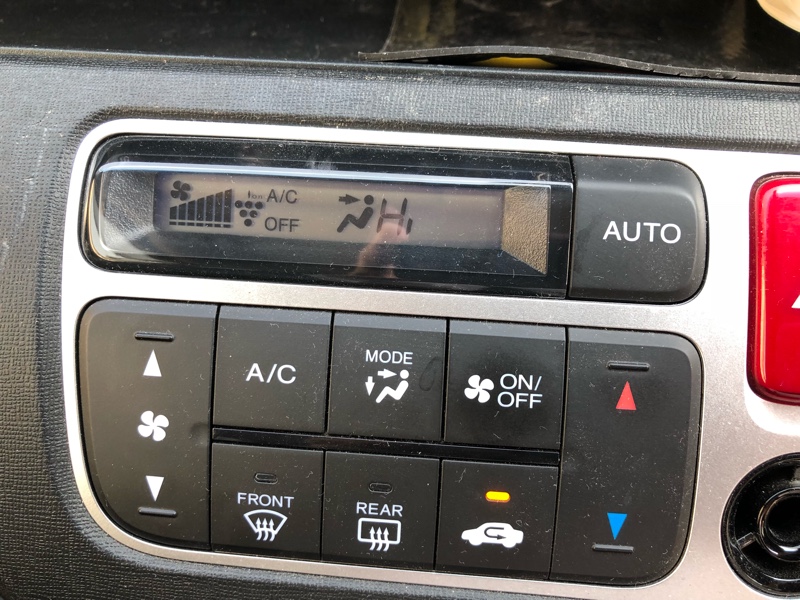 A/C
OFF
Hi
AUTO
A/C
MODE
ON/
OFF
FRONT
REAR